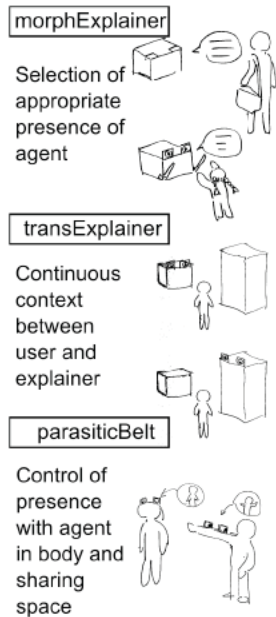 morphExplainer
Selection of
appropriate
presence of
agent
transExplainer
Continuous
context
between
user and
explainer
parasiticBelt
Control of
presence
with agent
in body and
sharing
space